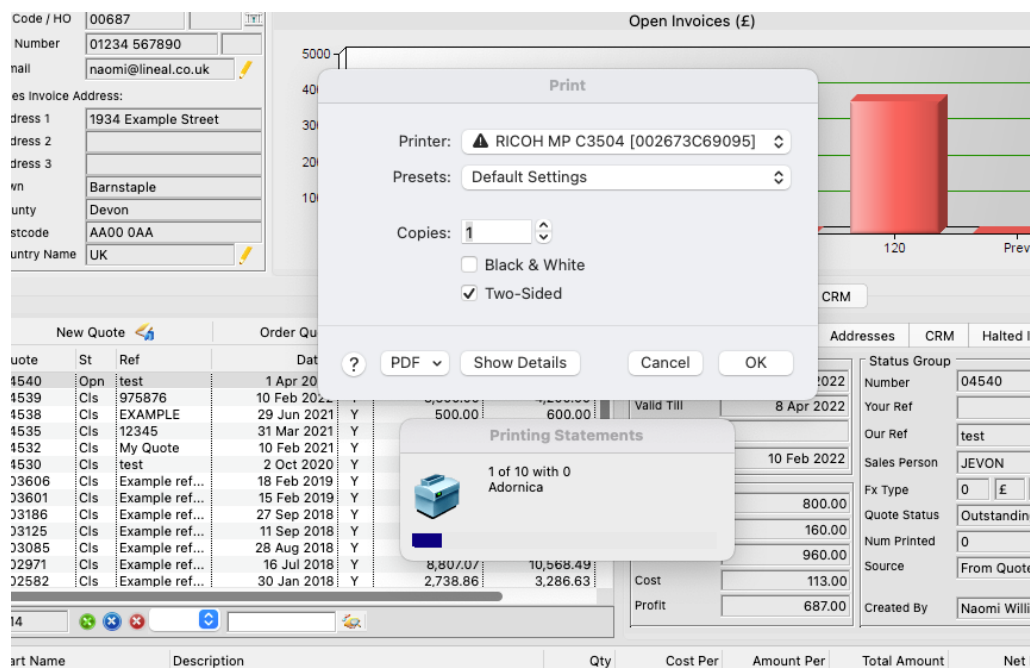 Code / HO 00687
Number 01234 567890
mail naomi@lineal.co.uk
es Invoice Address:
dress 1 1934 Example Street
dress 2
dress 3
wn Barnstaple
unty Devon
stcode AA00 0AA
untry Name UK
Open Invoices (£)
5000
400
300
200
100
120 Prev
Print
Printer: RICOH MP C3504 [002673C69095]
Presets: Default Settings
Copies: 1
Black & White
Two-Sided
? PDF Show Details Cancel OK
CRM
New Quote Order Qu
Addresses CRM Halted I
uote St Ref Dat
4540 Opn test 1 Apr 20
4539 Cls 975876 10 Feb 2022 Y
4538 Cls EXAMPLE 29 Jun 2021 Y 500.00 600.00
4535 Cls 12345 31 Mar 2021 Y
4532 Cls My Quote 10 Feb 2021 Y
4530 Cls test 2 Oct 2020 Y
03606 Cls Example ref... 18 Feb 2019 Y
03601 Cls Example ref... 15 Feb 2019 Y
03186 Cls Example ref... 27 Sep 2018 Y
03125 Cls Example ref... 11 Sep 2018 Y
03085 Cls Example ref... 28 Aug 2018 Y
02971 Cls Example ref... 16 Jul 2018 Y 8,807.07 10,568.49
02582 Cls Example ref... 30 Jan 2018 Y 2,738.86 3,286.63
Printing Statements
1 of 10 with 0
Adornica
2022
Valid Till 8 Apr 2022
10 Feb 2022
800.00
160.00
960.00
Cost 113.00
Profit 687.00
Status Group
Number 04540
Your Ref
Our Ref test
Sales Person JEVON
Fx Type 0 £
Quote Status Outstandin
Num Printed 0
Source From Quote
Created By Naomi Willi
14
art Name Description Qty Cost Per Amount Per Total Amount Net